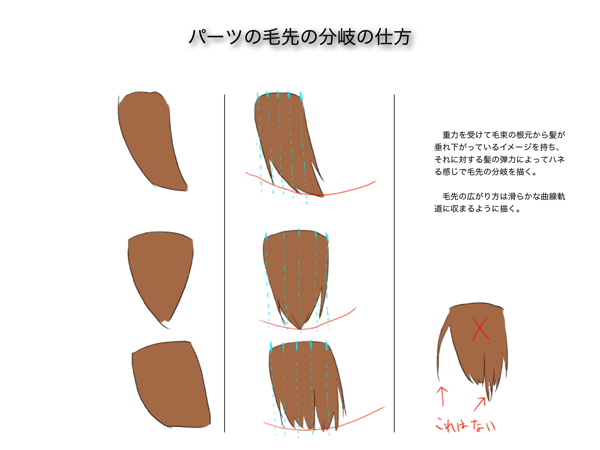 パーツの毛先の分岐の仕方
重力を受けて毛束の根元から髪が
垂れ下がっているイメージを持ち、
それに対する髪の弾力によってハネ
る感じで毛先の分岐を描く。
毛先の広がり方は滑らかな曲線軌
道に収まるように描く。
これはない